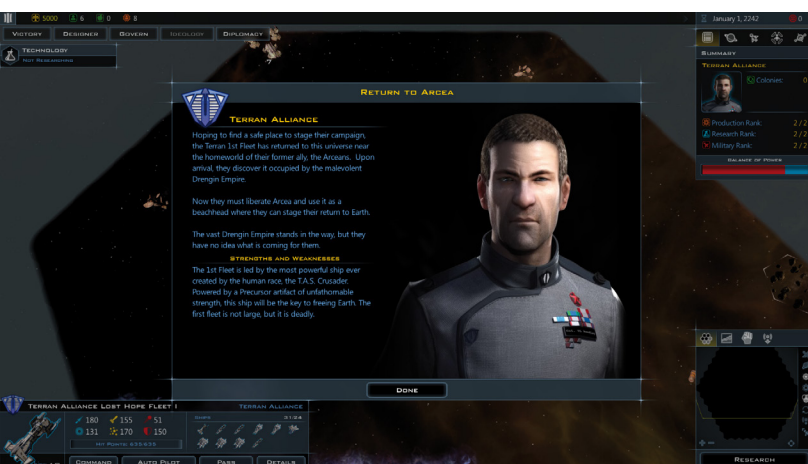 5000 6 0 8
January 1, 2242 0
Victory Designer Govern Ideology Diplomacy
Technology
Not Researching
Summary
Terran Alliance
Colonies: 0
Production Rank: 2/2
Research Rank: 2/2
Military Rank: 2/2
Balance of Power
Return to Arcea
Terran Alliance
Hoping to find a safe place to stage their campaign,
the Terran 1st Fleet has returned to this universe near
the homeworld of their former ally, the Arceans. Upon
arrival, they discover it occupied by the malevolent
Drengin Empire.
Now they must liberate Arcea and use it as a
beachhead where they can stage their return to Earth.
The vast Drengin Empire stands in the way, but they
have no idea what is coming for them.
Strengths and Weaknesses
The 1st Fleet is led by the most powerful ship ever
created by the human race, the T.A.S. Crusader.
Powered by a Precursor artifact of unfathomable
strength, this ship will be the key to freeing Earth. The
first fleet is not large, but it is deadly.
Done
Terran Alliance Lost Hope Fleet I Terran Alliance
180 155 51
131 170 150
Hit Points: 635/635
Ships 31/24
Command Auto Pilot Pass Details
Research